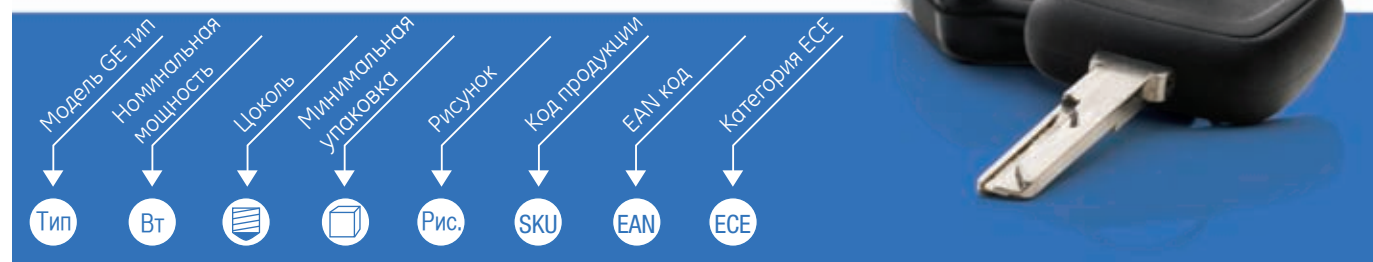 Модель GE тип
Номинальная
мощность
Цоколь
Минимальная
упаковка
Рисунок
Код продукции
EAN код
Категория ECE
Тип
Вт
Рис.
SKU
EAN
ECE